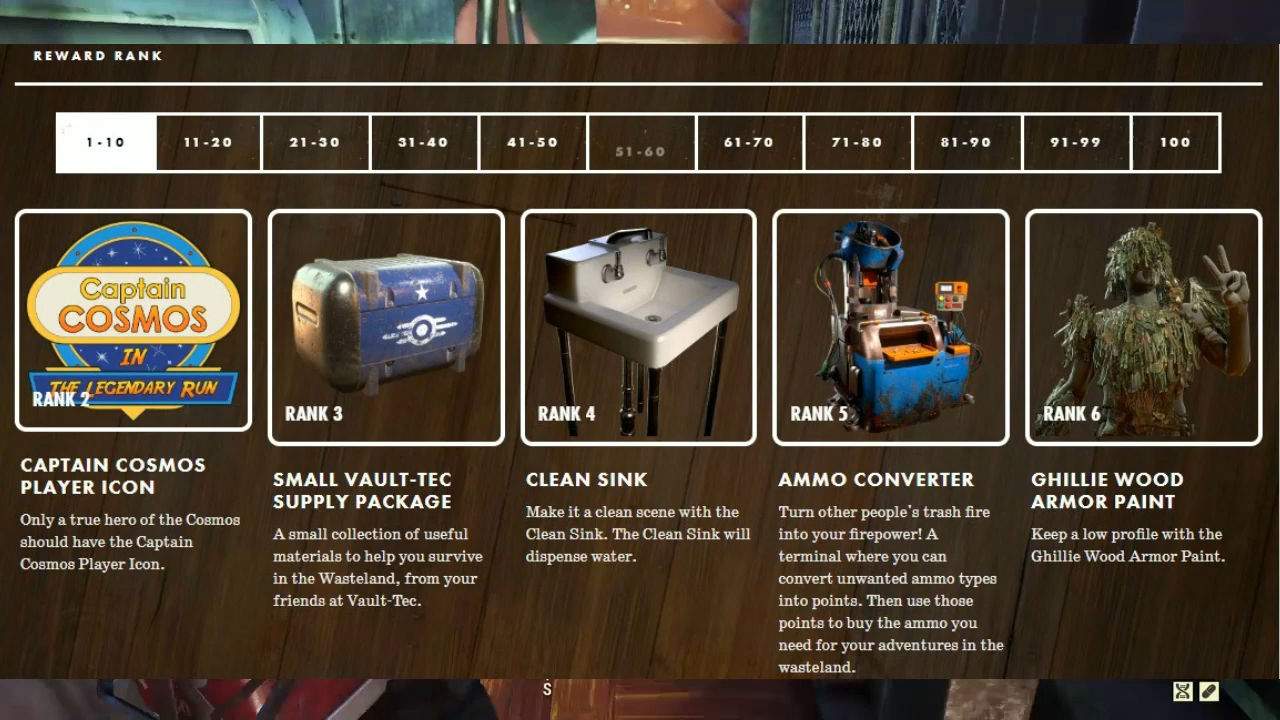 REWARD RANK
1-10 11-20 21-30 31-40 41-50 51-60 61-70 71-80 81-90 91-99 100
Captain
COSMOS
IN
THE LEGENDARY RUN
RANK 2
RANK 3
RANK 4
RANK 5
RANK 6
CAPTAIN COSMOS
PLAYER ICON
Only a true hero of the Cosmos
should have the Captain
Cosmos Player Icon.
SMALL VAULT-TEC
SUPPLY PACKAGE
A small collection of useful
materials to help you survive
in the Wasteland, from your
friends at Vault-Tec.
CLEAN SINK
Make it a clean scene with the
Clean Sink. The Clean Sink will
dispense water.
AMMO CONVERTER
Turn other people's trash fire
into your firepower! A
terminal where you can
convert unwanted ammo types
into points. Then use those
points to buy the ammo you
need for your adventures in the
wasteland.
GHILLIE WOOD
ARMOR PAINT
Keep a low profile with the
Ghillie Wood Armor Paint.
S